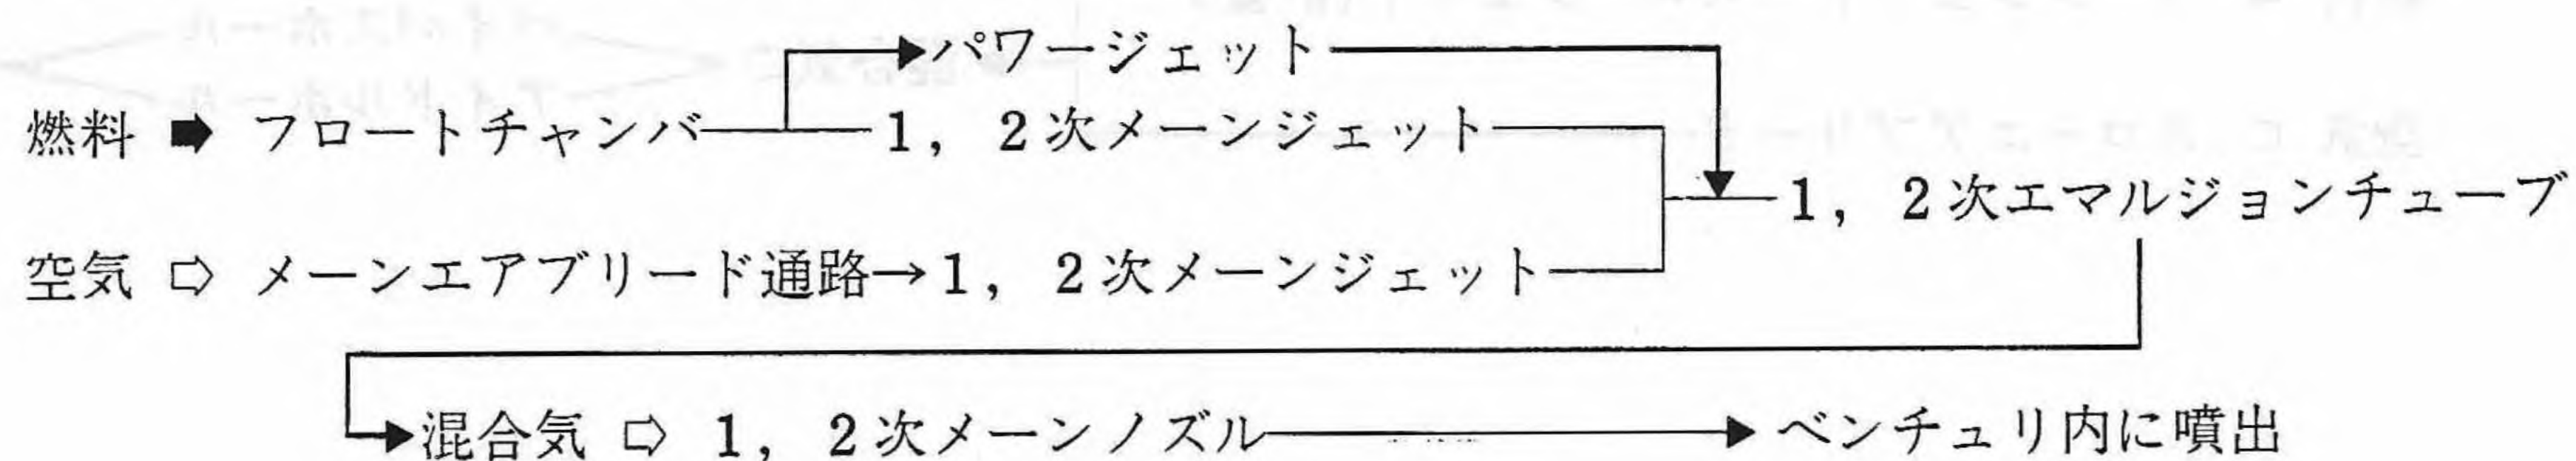 パワージェット
燃料 ➡ フロートチャンバ 1, 2次メーンジェット
1, 2次エマルジョンチューブ
空気 ⇨ メーンエアブリード通路→1, 2次メーンジェット
混合気 ⇨ 1, 2次メーンノズル ベンチュリ内に噴出